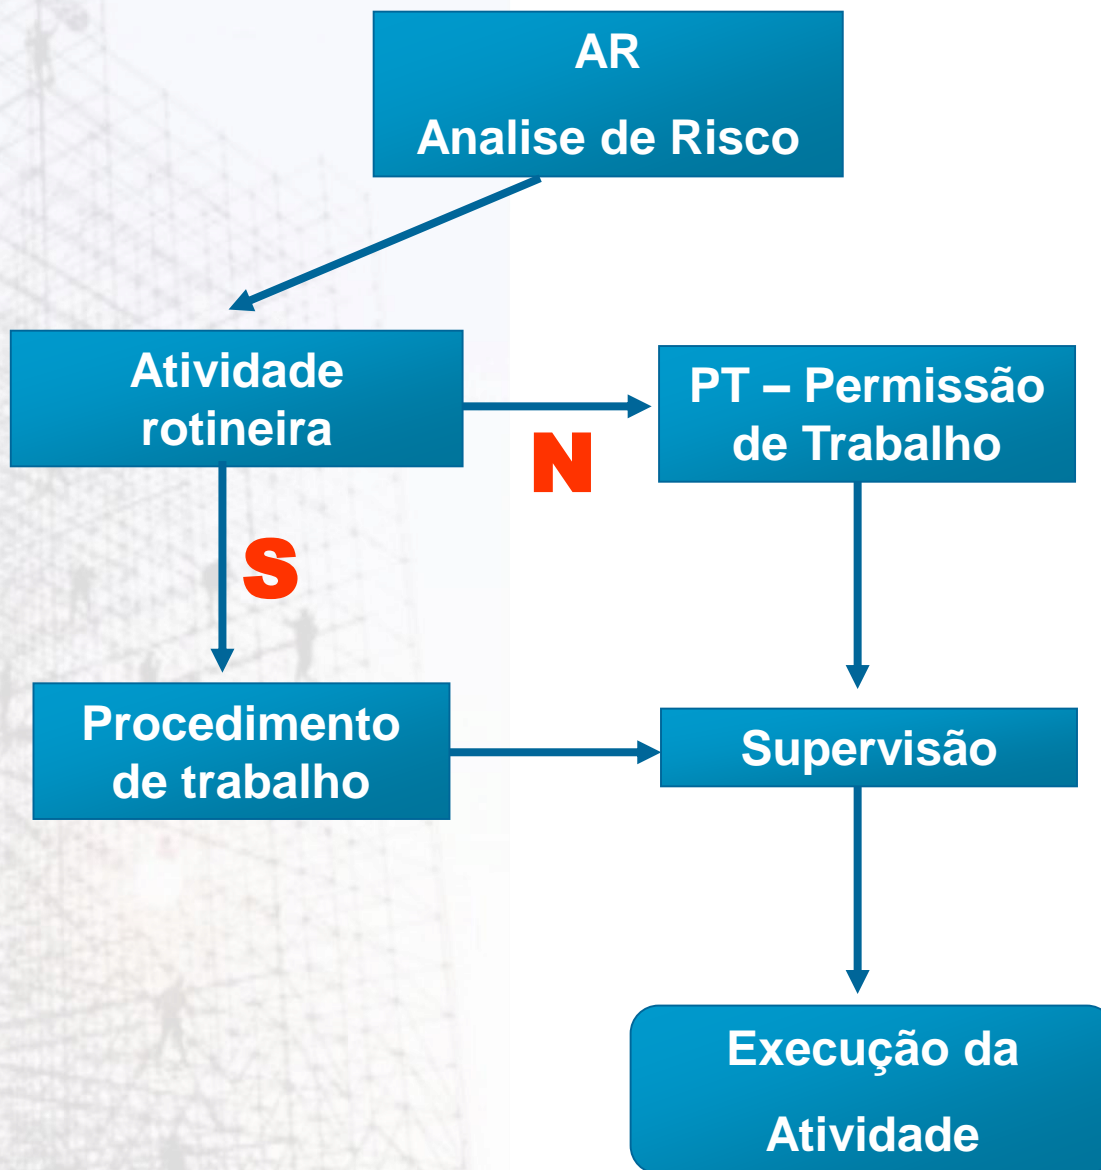 AR
Analise de Risco
Atividade
rotineira
N
PT – Permissão
de Trabalho
S
Procedimento
de trabalho
Supervisão
Execução da
Atividade